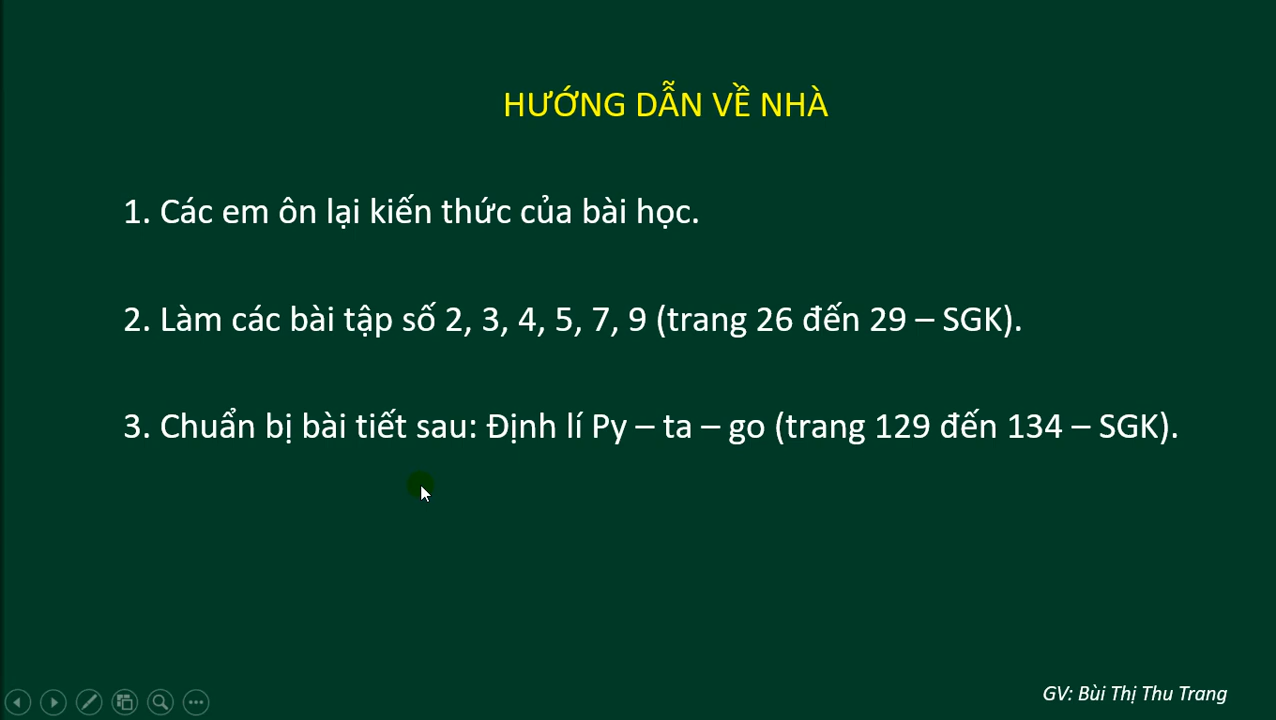 HƯỚNG DẪN VỀ NHÀ
1. Các em ôn lại kiến thức của bài học.
2. Làm các bài tập số 2, 3, 4, 5, 7, 9 (trang 26 đến 29 – SGK).
3. Chuẩn bị bài tiết sau: Định lí Py – ta – go (trang 129 đến 134 – SGK).
GV: Bùi Thị Thu Trang